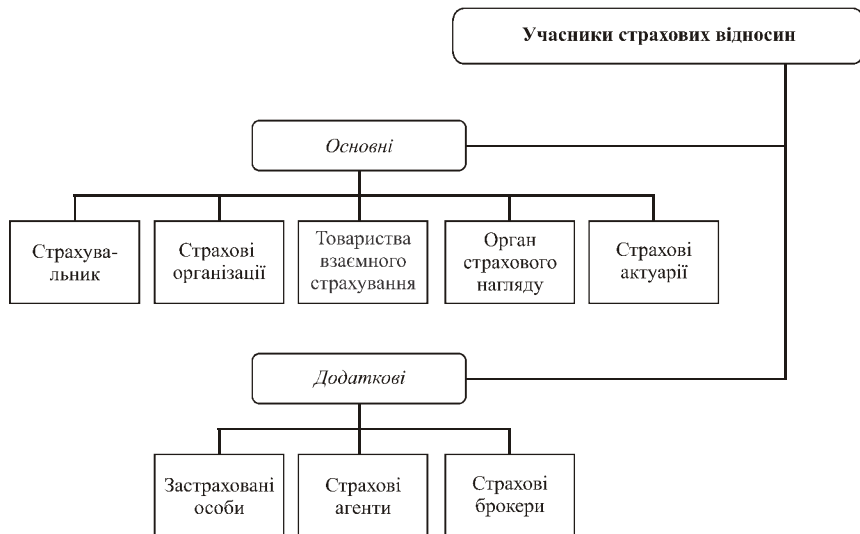 Учасники страхових відносин
Основні
Страхува-
льник
Страхові
організації
Товариства
взаємного
страхування
Орган
страхового
нагляду
Страхові
актуарії
Додаткові
Застраховані
особи
Страхові
агенти
Страхові
брокери